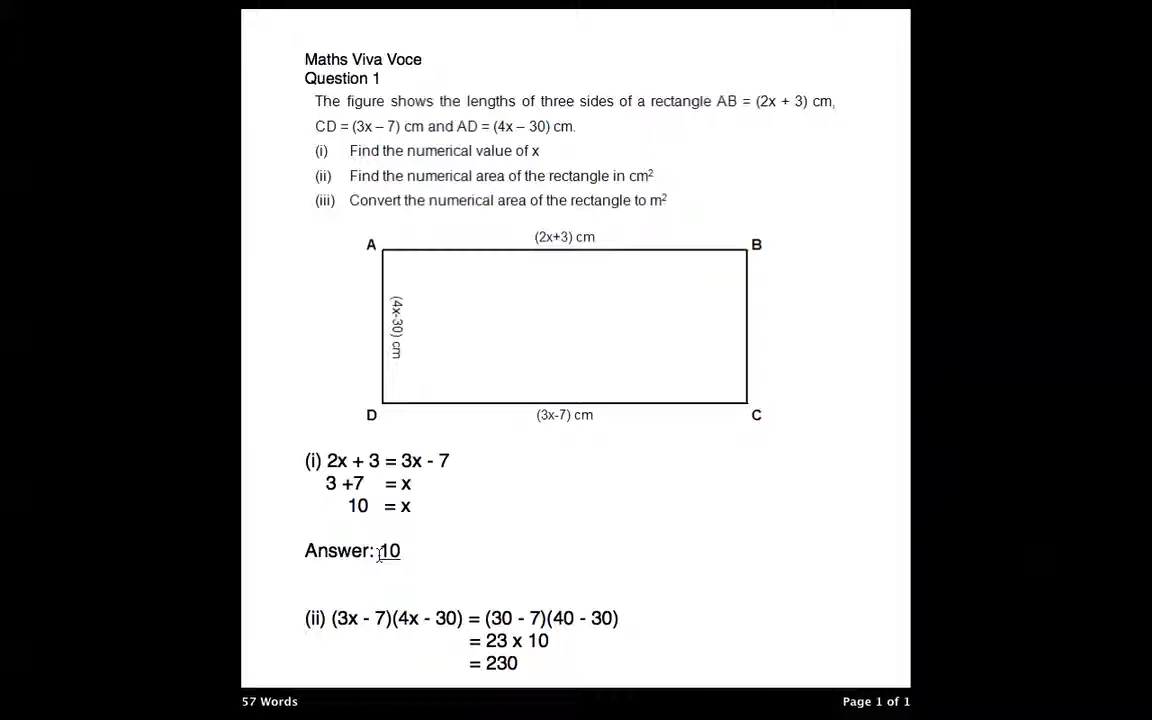 Maths Viva Voce
Question 1
The figure shows the lengths of three sides of a rectangle AB = (2x + 3) cm,
CD = (3x – 7) cm and AD = (4x – 30) cm.
(i) Find the numerical value of x
(ii) Find the numerical area of the rectangle in cm²
(iii) Convert the numerical area of the rectangle to m²
(2x+3) cm
A
B
(4x-30) cm
D
(3x-7) cm
C
(i) 2x + 3 = 3x - 7
3 +7 = x
10 = x
Answer: 10
(ii) (3x - 7)(4x - 30) = (30 - 7)(40 - 30)
= 23 x 10
= 230
57 Words
Page 1 of 1